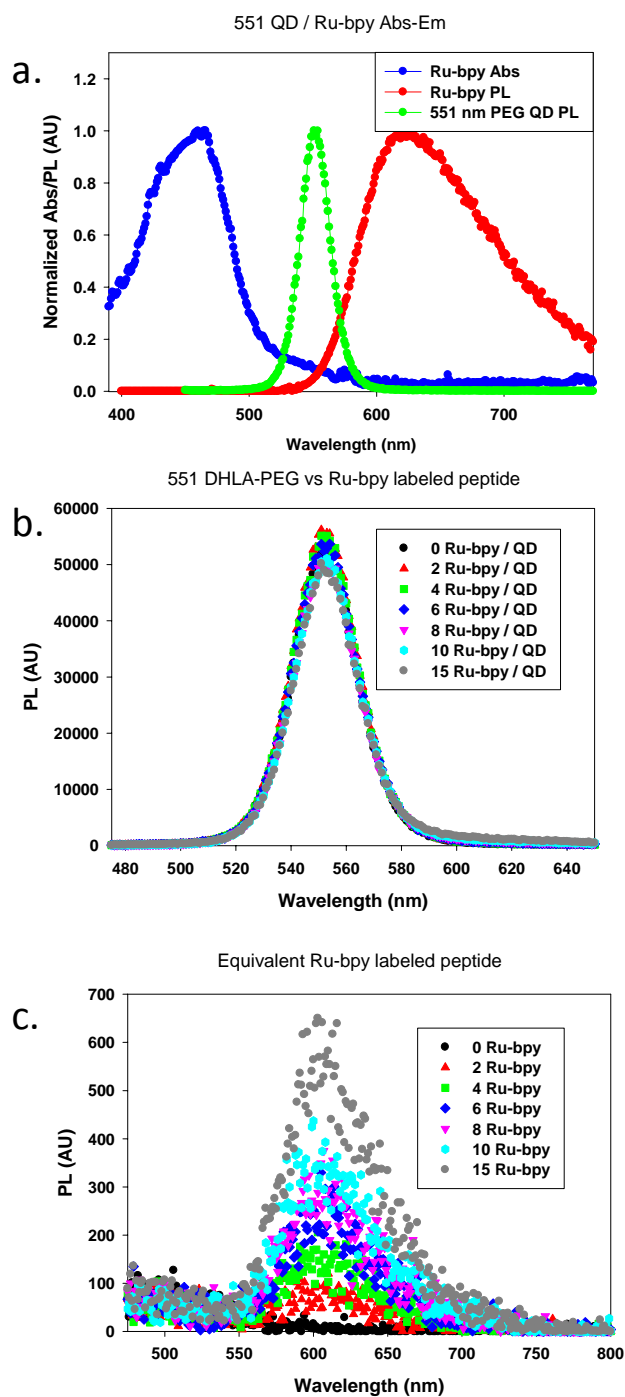 551 QD / Ru-bpy Abs-Em
a.
Normalized Abs/PL (AU)
1.2
1.0
0.8
0.6
0.4
0.2
0.0
Ru-bpy Abs
Ru-bpy PL
551 nm PEG QD PL
400 500 600 700
Wavelength (nm)
551 DHLA-PEG vs Ru-bpy labeled peptide
b.
PL (AU)
60000
50000
40000
30000
20000
10000
0
0 Ru-bpy / QD
2 Ru-bpy / QD
4 Ru-bpy / QD
6 Ru-bpy / QD
8 Ru-bpy / QD
10 Ru-bpy / QD
15 Ru-bpy / QD
480 500 520 540 560 580 600 620 640
Wavelength (nm)
Equivalent Ru-bpy labeled peptide
c.
PL (AU)
700
600
500
400
300
200
100
0
0 Ru-bpy
2 Ru-bpy
4 Ru-bpy
6 Ru-bpy
8 Ru-bpy
10 Ru-bpy
15 Ru-bpy
500 550 600 650 700 750 800
Wavelength (nm)